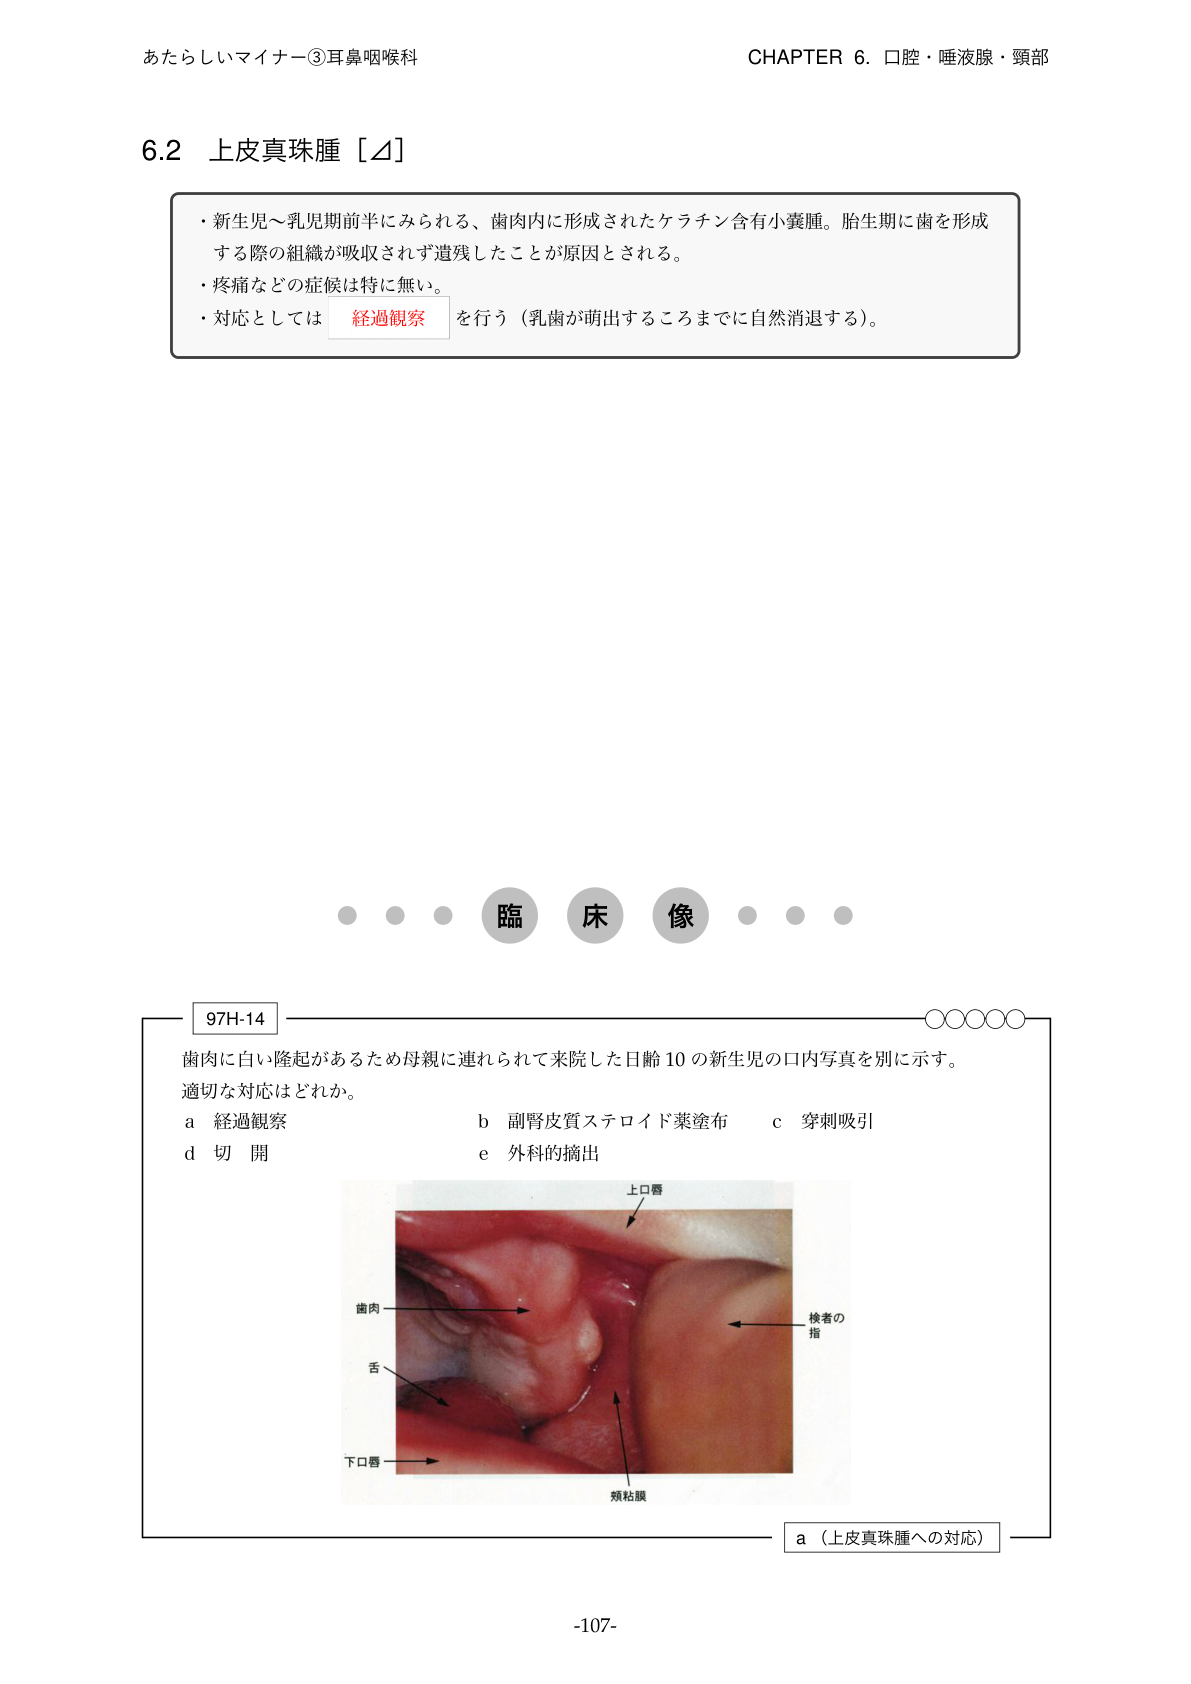 あたらしいマイナー③耳鼻咽喉科 CHAPTER 6. 口腔・唾液腺・頸部
6.2 上皮真珠腫［⊿］
・新生児〜乳児期前半にみられる、歯肉内に形成されたケラチン含有小嚢腫。胎生期に歯を形成
する際の組織が吸収されず遺残したことが原因とされる。
・疼痛などの症候は特に無い。
・対応としては 経過観察 を行う（乳歯が萌出するころまでに自然消退する）。
臨 床 像
97H-14
歯肉に白い隆起があるため母親に連れられて来院した日齢 10 の新生児の口内写真を別に示す。
適切な対応はどれか。
a 経過観察 b 副腎皮質ステロイド薬塗布 c 穿刺吸引
d 切 開 e 外科的摘出
上口唇
歯肉
検者の
指
舌
下口唇
頬粘膜
a （上皮真珠腫への対応）
-107-